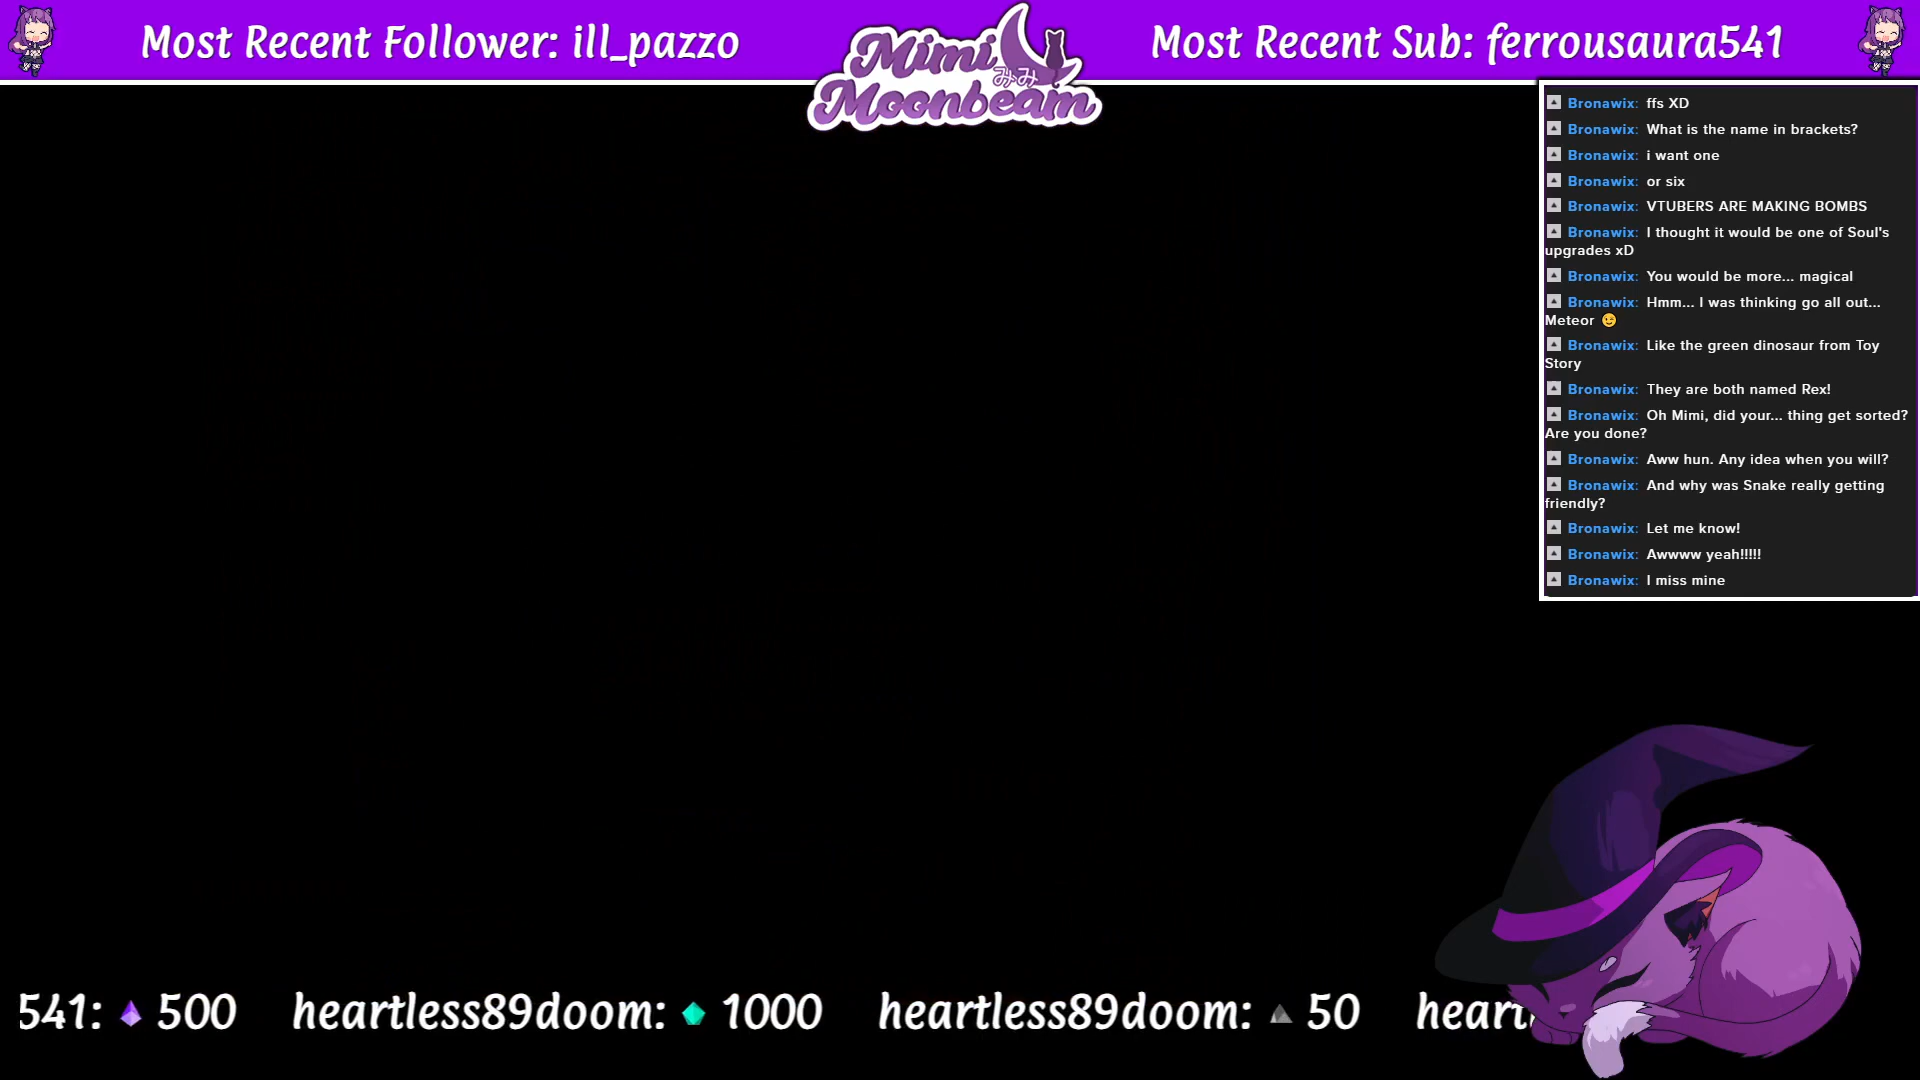 Most Recent Follower: ill_pazzo
Mimi
みみ
Moonbeam
Most Recent Sub: ferrousaura541
Bronawix: ffs XD
Bronawix: What is the name in brackets?
Bronawix: i want one
Bronawix: or six
Bronawix: VTUBERS ARE MAKING BOMBS
Bronawix: I thought it would be one of Soul's
upgrades xD
Bronawix: You would be more... magical
Bronawix: Hmm... I was thinking go all out...
Meteor 😉
Bronawix: Like the green dinosaur from Toy
Story
Bronawix: They are both named Rex!
Bronawix: Oh Mimi, did your... thing get sorted?
Are you done?
Bronawix: Aww hun. Any idea when you will?
Bronawix: And why was Snake really getting
friendly?
Bronawix: Let me know!
Bronawix: Awwww yeah!!!!!
Bronawix: I miss mine
541: 500 heartless89doom: 1000 heartless89doom: 50 heart